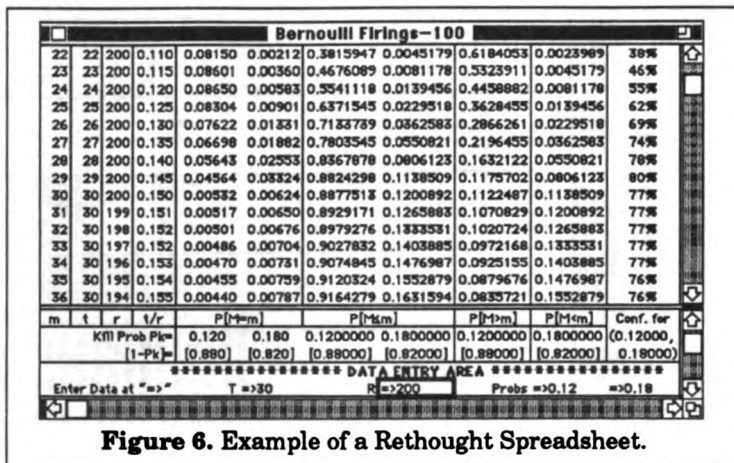 Bernoulli Firings—100
22 22 200 0.110 0.08150 0.00212 0.3815947 0.0045179 0.6184053 0.0023989 38%
23 23 200 0.115 0.08601 0.00360 0.4676089 0.0081178 0.5323911 0.0045179 46%
24 24 200 0.120 0.08650 0.00583 0.5541118 0.0139456 0.4458882 0.0081178 55%
25 25 200 0.125 0.08304 0.00901 0.6371545 0.0229518 0.3628455 0.0139456 62%
26 26 200 0.130 0.07622 0.01331 0.7133739 0.0362583 0.2866261 0.0229518 69%
27 27 200 0.135 0.06698 0.01882 0.7803545 0.0550821 0.2196455 0.0362583 74%
28 28 200 0.140 0.05643 0.02553 0.8367878 0.0806123 0.1632122 0.0550821 78%
29 29 200 0.145 0.04564 0.03324 0.8824298 0.1138509 0.1175702 0.0806123 80%
30 30 200 0.150 0.00532 0.00624 0.8877513 0.1200892 0.1122487 0.1138509 77%
31 30 199 0.151 0.00517 0.00650 0.8929171 0.1265883 0.1070829 0.1200892 77%
32 30 198 0.152 0.00501 0.00676 0.8979276 0.1333531 0.1020724 0.1265883 77%
33 30 197 0.152 0.00486 0.00704 0.9027832 0.1403885 0.0972168 0.1333531 77%
34 30 196 0.153 0.00470 0.00731 0.9074845 0.1476987 0.0925155 0.1403885 77%
35 30 195 0.154 0.00455 0.00759 0.9120324 0.1552879 0.0879676 0.1476987 76%
36 30 194 0.155 0.00440 0.00787 0.9164279 0.1631594 0.0835721 0.1552879 76%
m t r t/r P[M=m] P[M≤m] P[M>m] P[M<m] Conf. for
Kill Prob Pk= 0.120 0.180 0.1200000 0.1800000 0.1200000 0.1800000 (0.12000,
[1-Pk]= [0.880] [0.820] [0.88000] [0.82000] [0.88000] [0.82000] 0.18000)
***************** DATA ENTRY AREA *****************
Enter Data at "=>" T =>30 R =>200 Probs =>0.12 =>0.18
Figure 6. Example of a Rethought Spreadsheet.